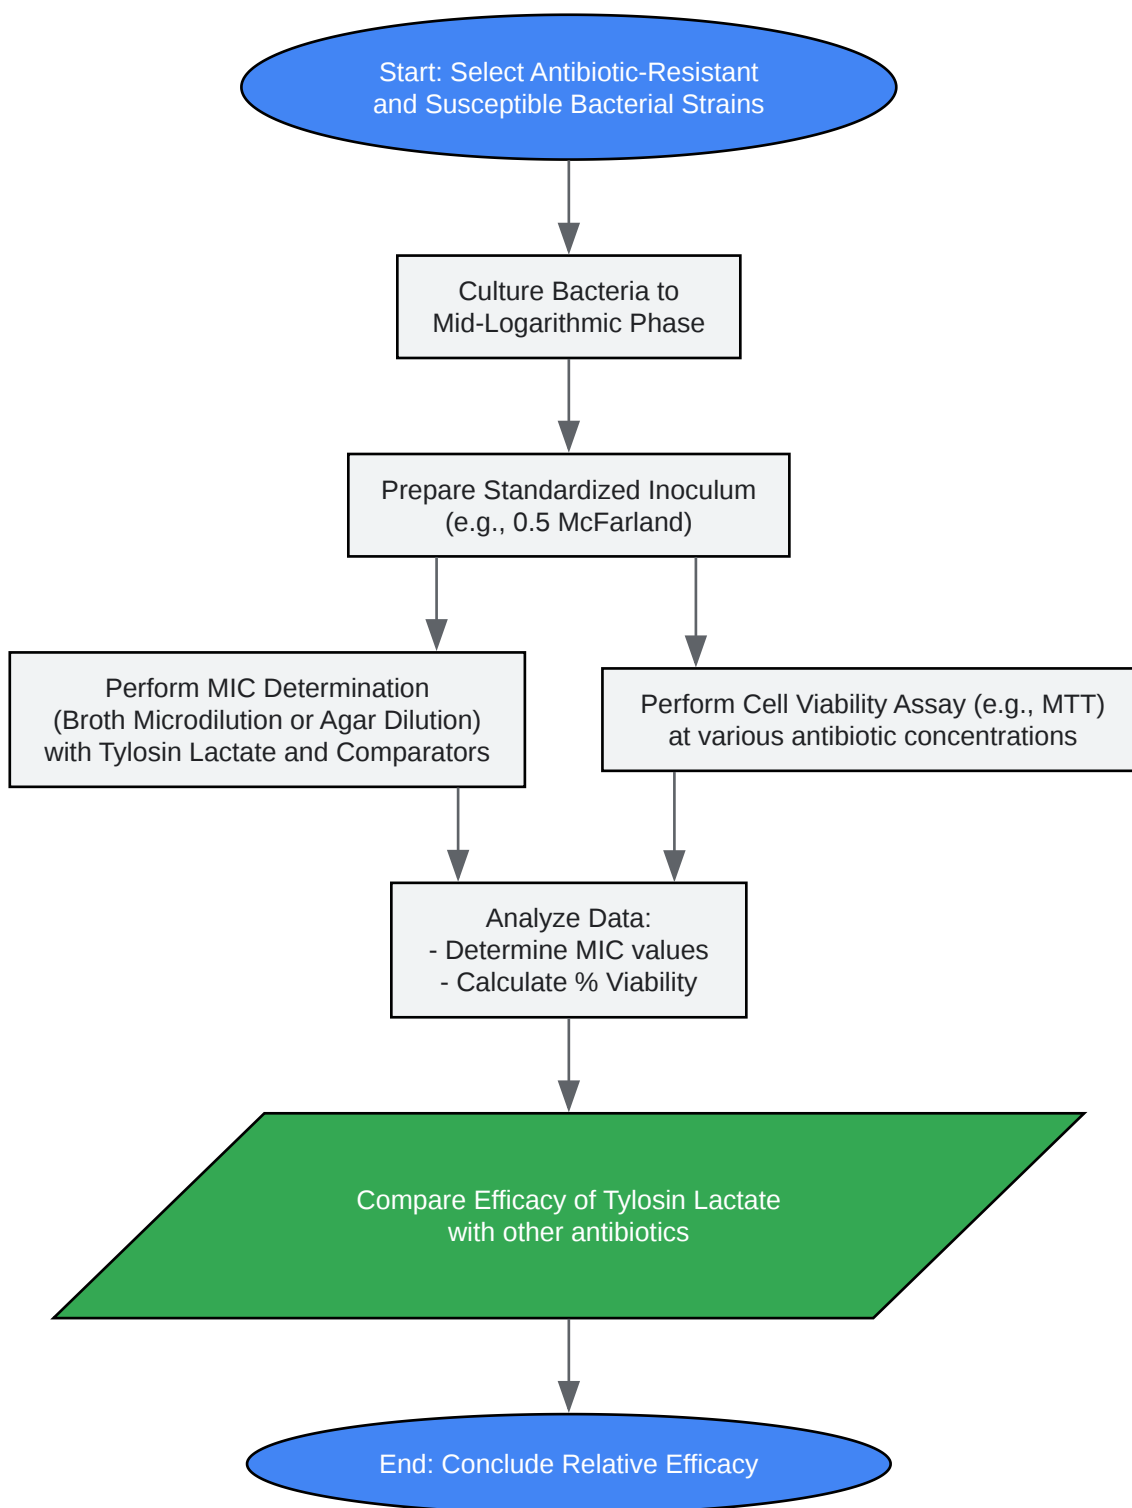 Start: Select Antibiotic-Resistant
and Susceptible Bacterial Strains
Culture Bacteria to
Mid-Logarithmic Phase
Prepare Standardized Inoculum
(e.g., 0.5 McFarland)
Perform MIC Determination
(Broth Microdilution or Agar Dilution)
with Tylosin Lactate and Comparators
Perform Cell Viability Assay (e.g., MTT)
at various antibiotic concentrations
Analyze Data:
- Determine MIC values
- Calculate % Viability
Compare Efficacy of Tylosin Lactate
with other antibiotics
End: Conclude Relative Efficacy